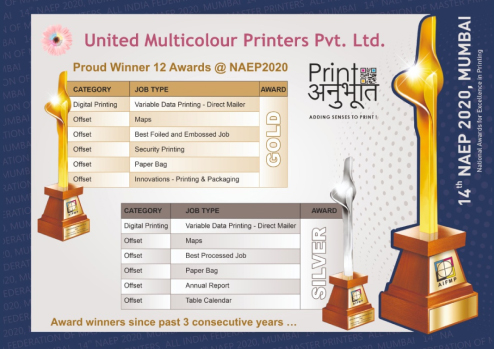 United Multicolour Printers Pvt. Ltd.
Proud Winner 12 Awards @ NAEP2020
Print
अनुभूति
ADDING SENSES TO PRINT !
CATEGORY JOB TYPE AWARD
Digital Printing Variable Data Printing - Direct Mailer
Offset Maps
Offset Best Foiled and Embossed Job
Offset Security Printing
Offset Paper Bag
Offset Innovations - Printing & Packaging
GOLD
CATEGORY JOB TYPE AWARD
Digital Printing Variable Data Printing - Direct Mailer
Offset Maps
Offset Best Processed Job
Offset Paper Bag
Offset Annual Report
Offset Table Calendar
SILVER
Award winners since past 3 consecutive years ...
14th NAEP 2020, MUMBAI
National Awards for Excellence in Printing
AIFMP